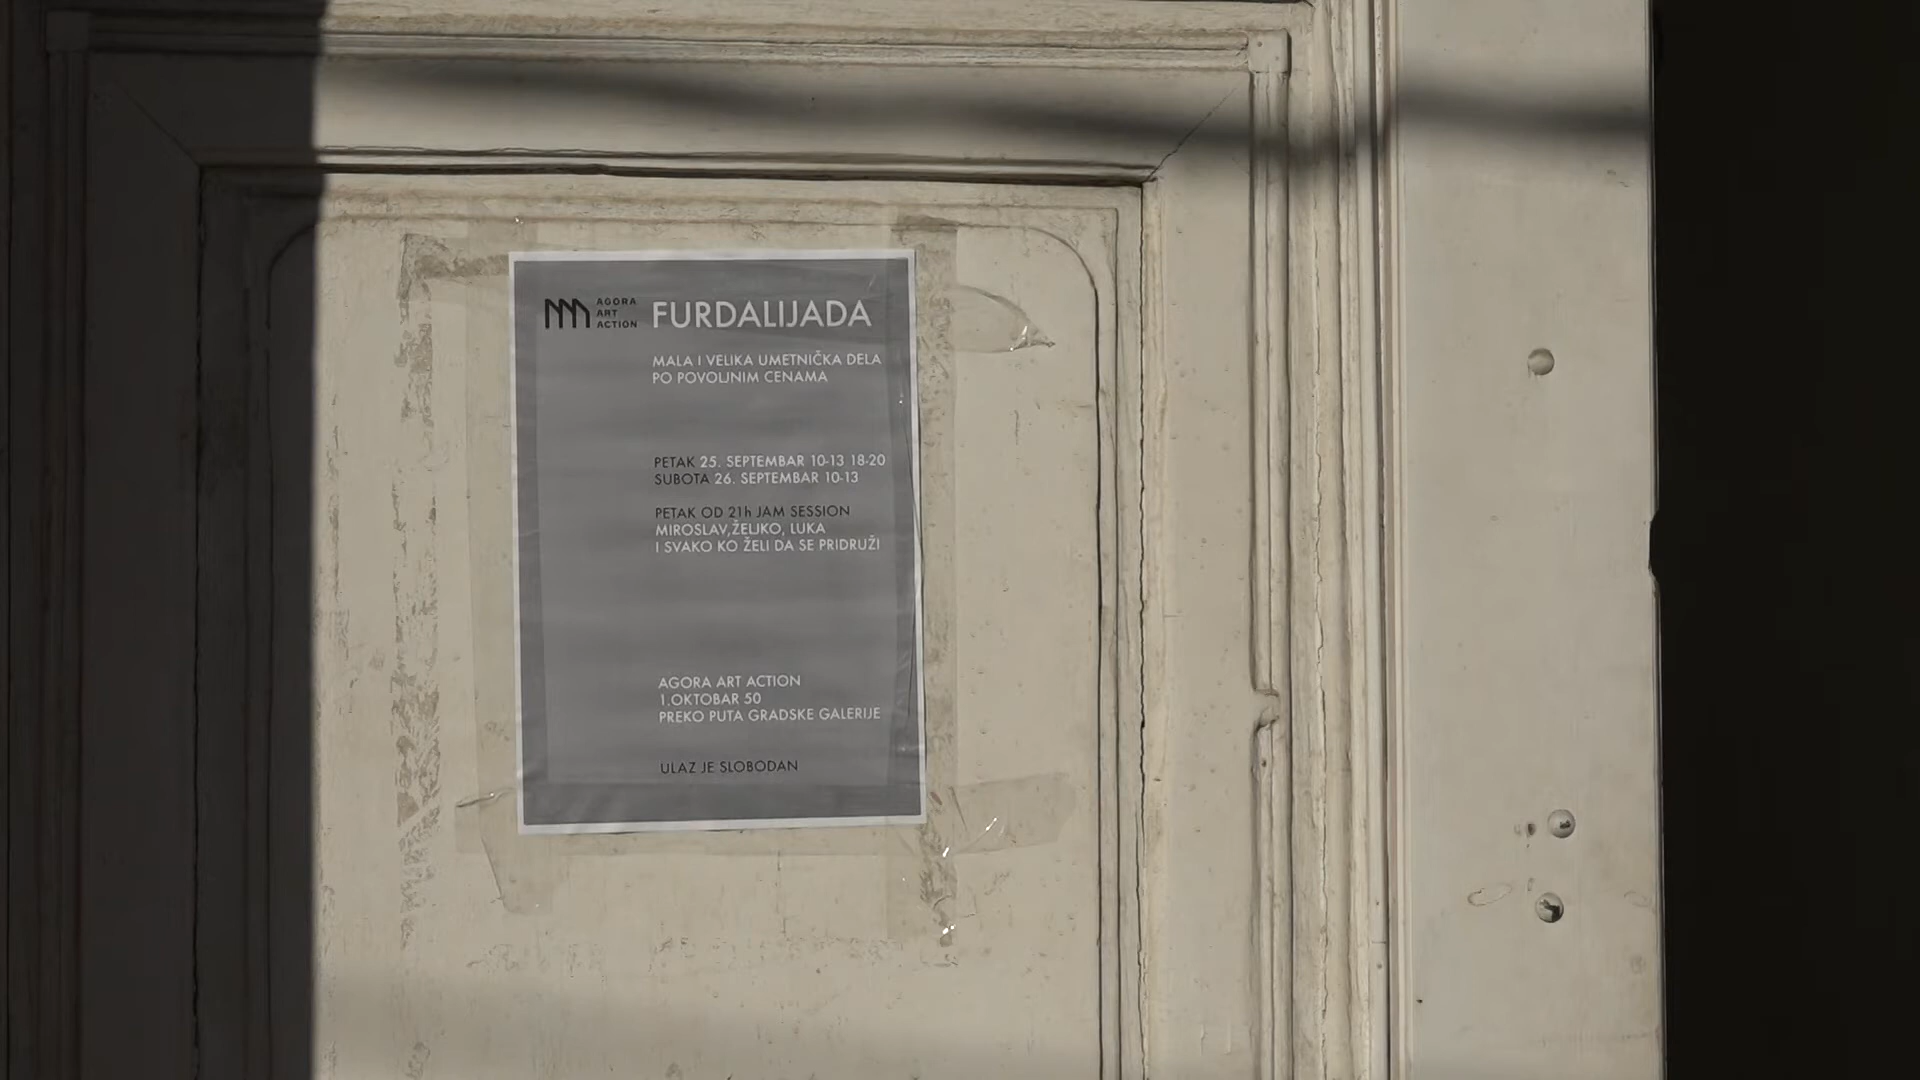 AGORA
ART
ACTION
FURDALIJADA
MALA I VELIKA UMETNIČKA DELA
PO POVOLJNIM CENAMA
PETAK 25. SEPTEMBAR 10-13 18-20
SUBOTA 26. SEPTEMBAR 10-13
PETAK OD 21h JAM SESSION
MIROSLAV,ŽELJKO, LUKA
I SVAKO KO ŽELI DA SE PRIDRUŽI
AGORA ART ACTION
1.OKTOBAR 50
PREKO PUTA GRADSKE GALERIJE
ULAZ JE SLOBODAN